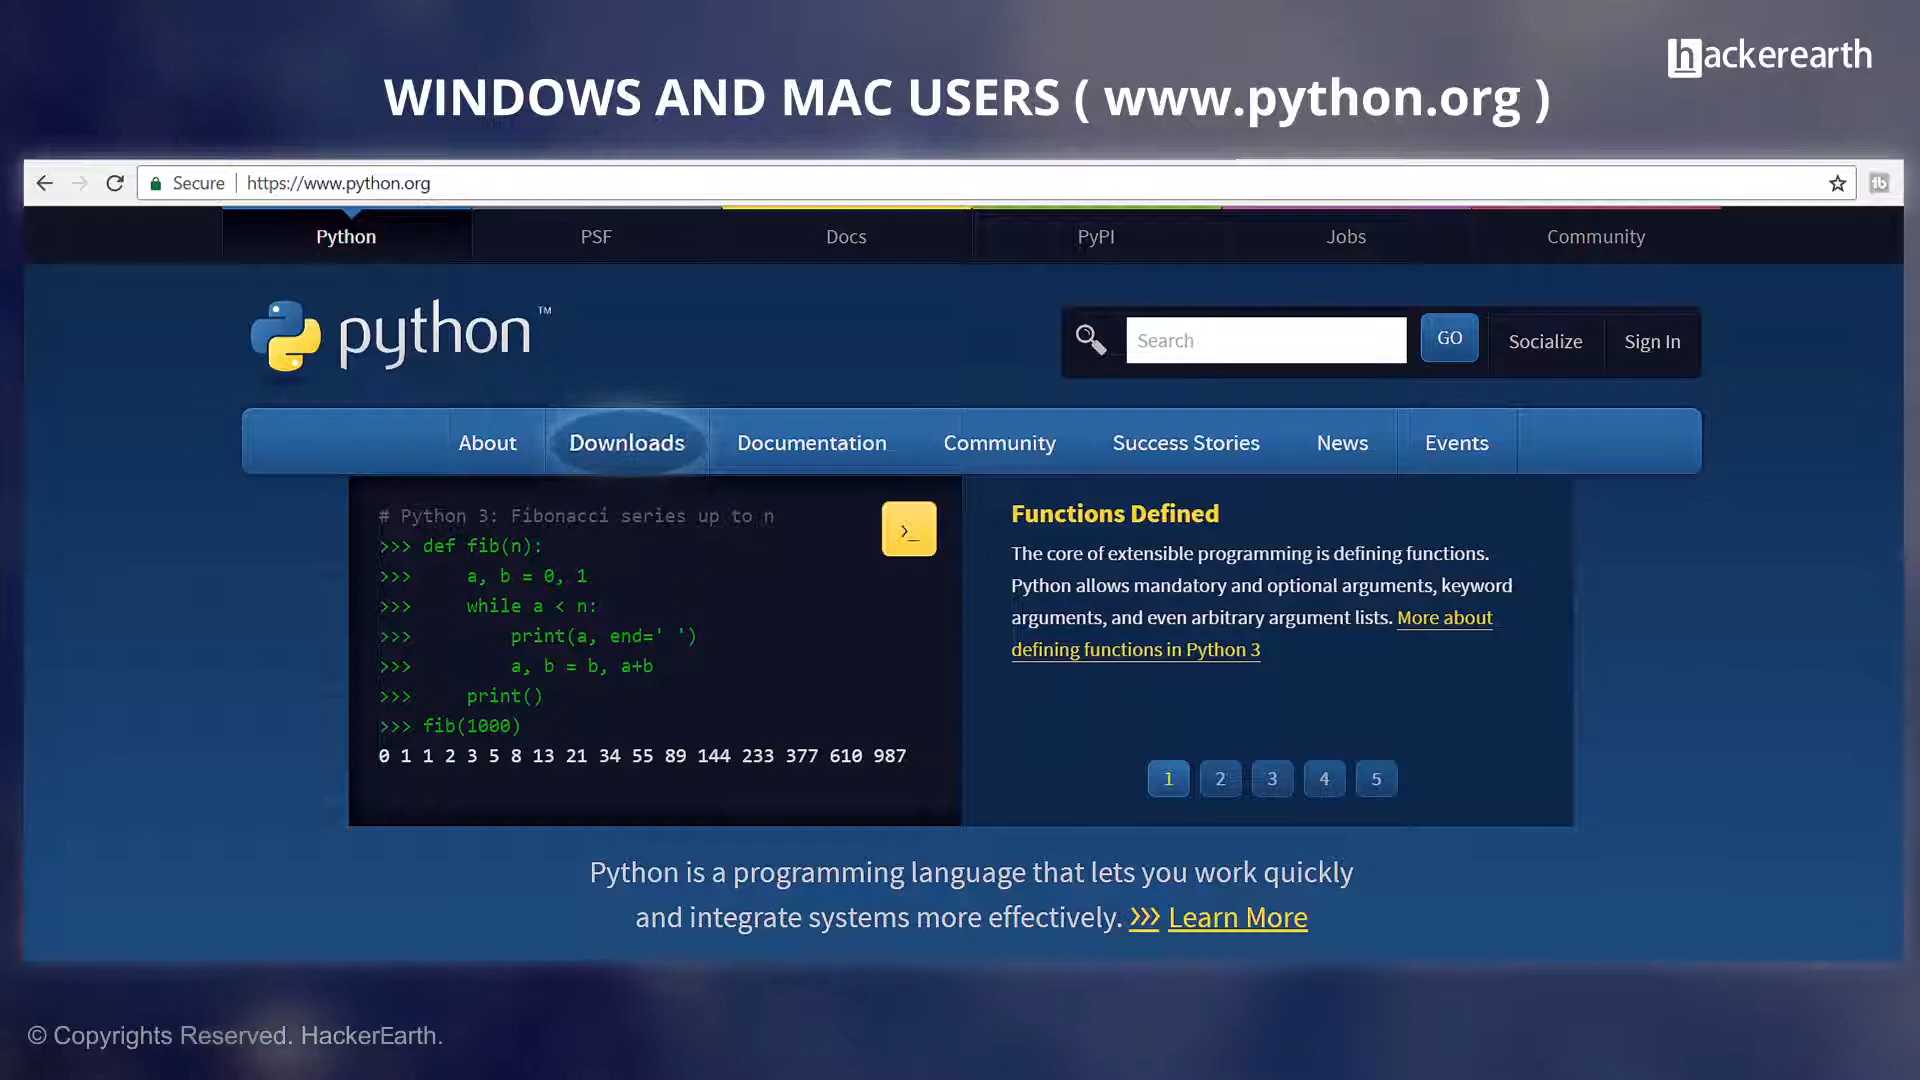 hackerearth
WINDOWS AND MAC USERS ( www.python.org )
Secure https://www.python.org
Python PSF Docs PyPI Jobs Community
python™
Search GO Socialize Sign In
About Downloads Documentation Community Success Stories News Events
# Python 3: Fibonacci series up to n
>>> def fib(n):
>>>     a, b = 0, 1
>>>     while a < n:
>>>         print(a, end=' ')
>>>         a, b = b, a+b
>>>     print()
>>> fib(1000)
0 1 1 2 3 5 8 13 21 34 55 89 144 233 377 610 987
>_
Functions Defined
The core of extensible programming is defining functions.
Python allows mandatory and optional arguments, keyword
arguments, and even arbitrary argument lists. More about
defining functions in Python 3
1 2 3 4 5
Python is a programming language that lets you work quickly
and integrate systems more effectively. >>> Learn More
© Copyrights Reserved. HackerEarth.